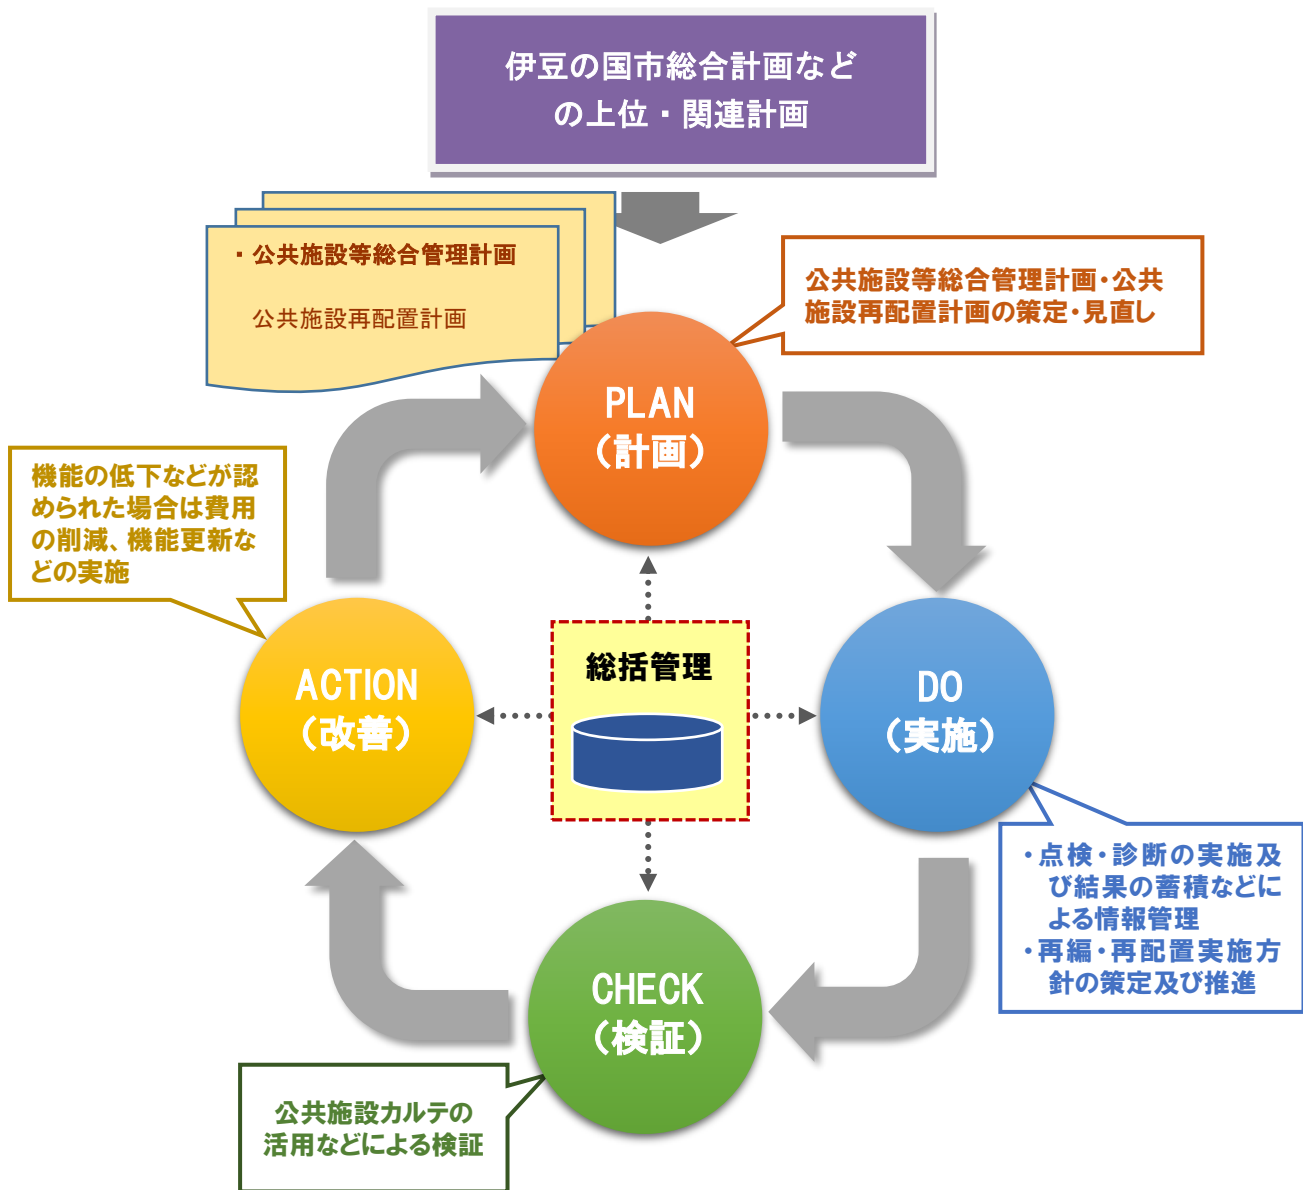 伊豆の国市総合計画など
の上位・関連計画
・公共施設等総合管理計画
公共施設再配置計画
公共施設等総合管理計画・公共
施設再配置計画の策定・見直し
PLAN
（計画）
機能の低下などが認
められた場合は費用
の削減、機能更新な
どの実施
総括管理
ACTION
（改善）
DO
（実施）
・点検・診断の実施及
び結果の蓄積などに
よる情報管理
・再編・再配置実施方
針の策定及び推進
CHECK
（検証）
公共施設カルテの
活用などによる検証